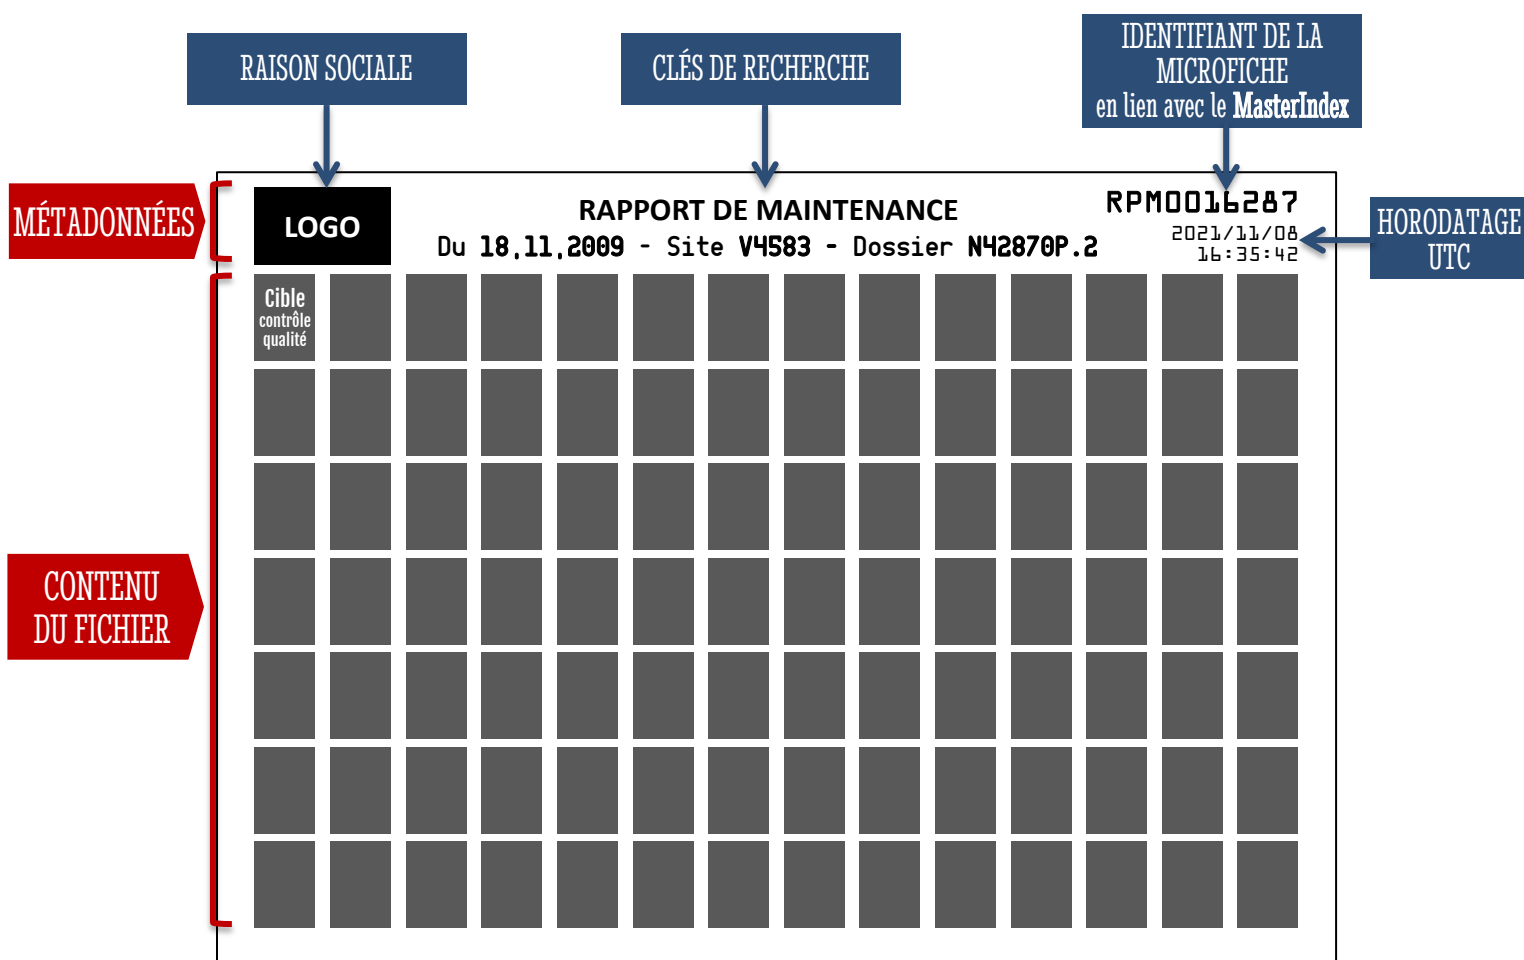 RAISON SOCIALE
CLÉS DE RECHERCHE
IDENTIFIANT DE LA
MICROFICHE
en lien avec le MasterIndex
MÉTADONNÉES
LOGO
RAPPORT DE MAINTENANCE
Du 18.11.2009 - Site V4583 - Dossier N42870P.2
RPM0016287
2021/11/08
16:35:42
HORODATAGE
UTC
Cible
contrôle
qualité
CONTENU
DU FICHIER